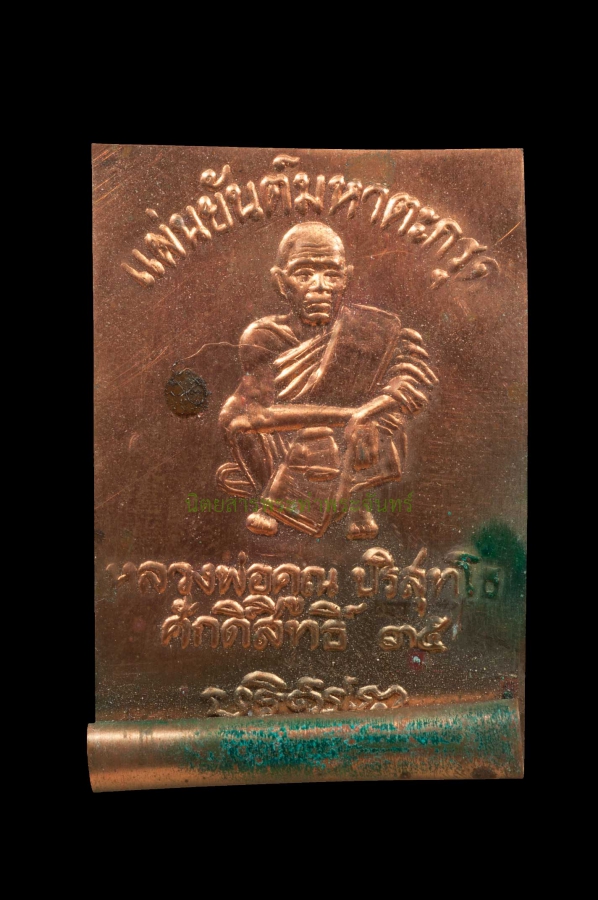 แผ่นยันต์มหาตะกรุด
หลวงพ่อคูณ ปริสุทโธ
ศักดิ์สิทธิ์ ๓๕